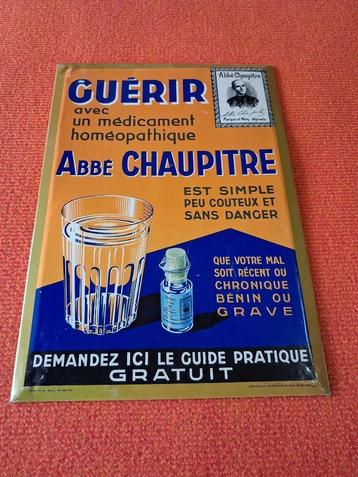 GUÉRIR
avec
un médicament
homéopathique
Abbé Chaupitre
ABBÉ CHAUPITRE
EST SIMPLE
PEU COUTEUX ET
SANS DANGER
QUE VOTRE MAL
SOIT RÉCENT OU
CHRONIQUE
BÉNIN OU
GRAVE
DEMANDEZ ICI LE GUIDE PRATIQUE
GRATUIT